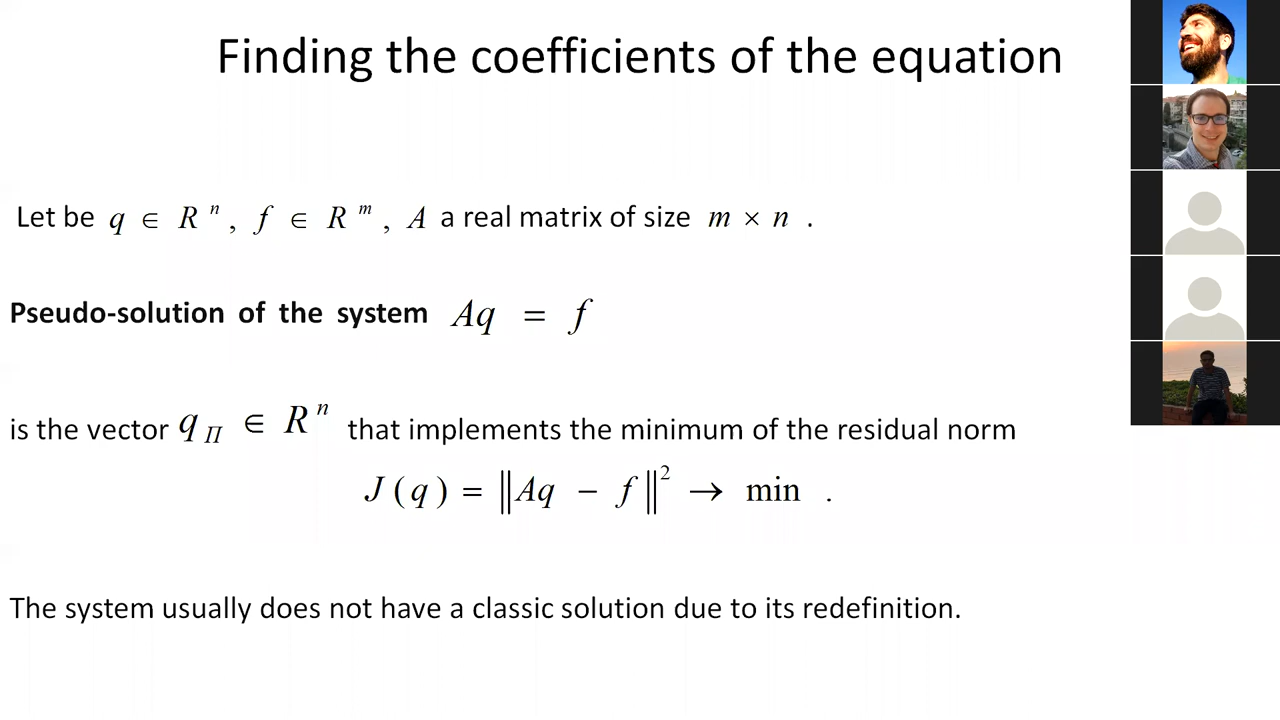 Finding the coefficients of the equation
Let be q ∈ R ⁿ , f ∈ R ᵐ , A a real matrix of size m × n .
Pseudo-solution of the system Aq = f
is the vector q_Π ∈ R ⁿ that implements the minimum of the residual norm
J ( q ) = ‖Aq − f‖² → min .
The system usually does not have a classic solution due to its redefinition.